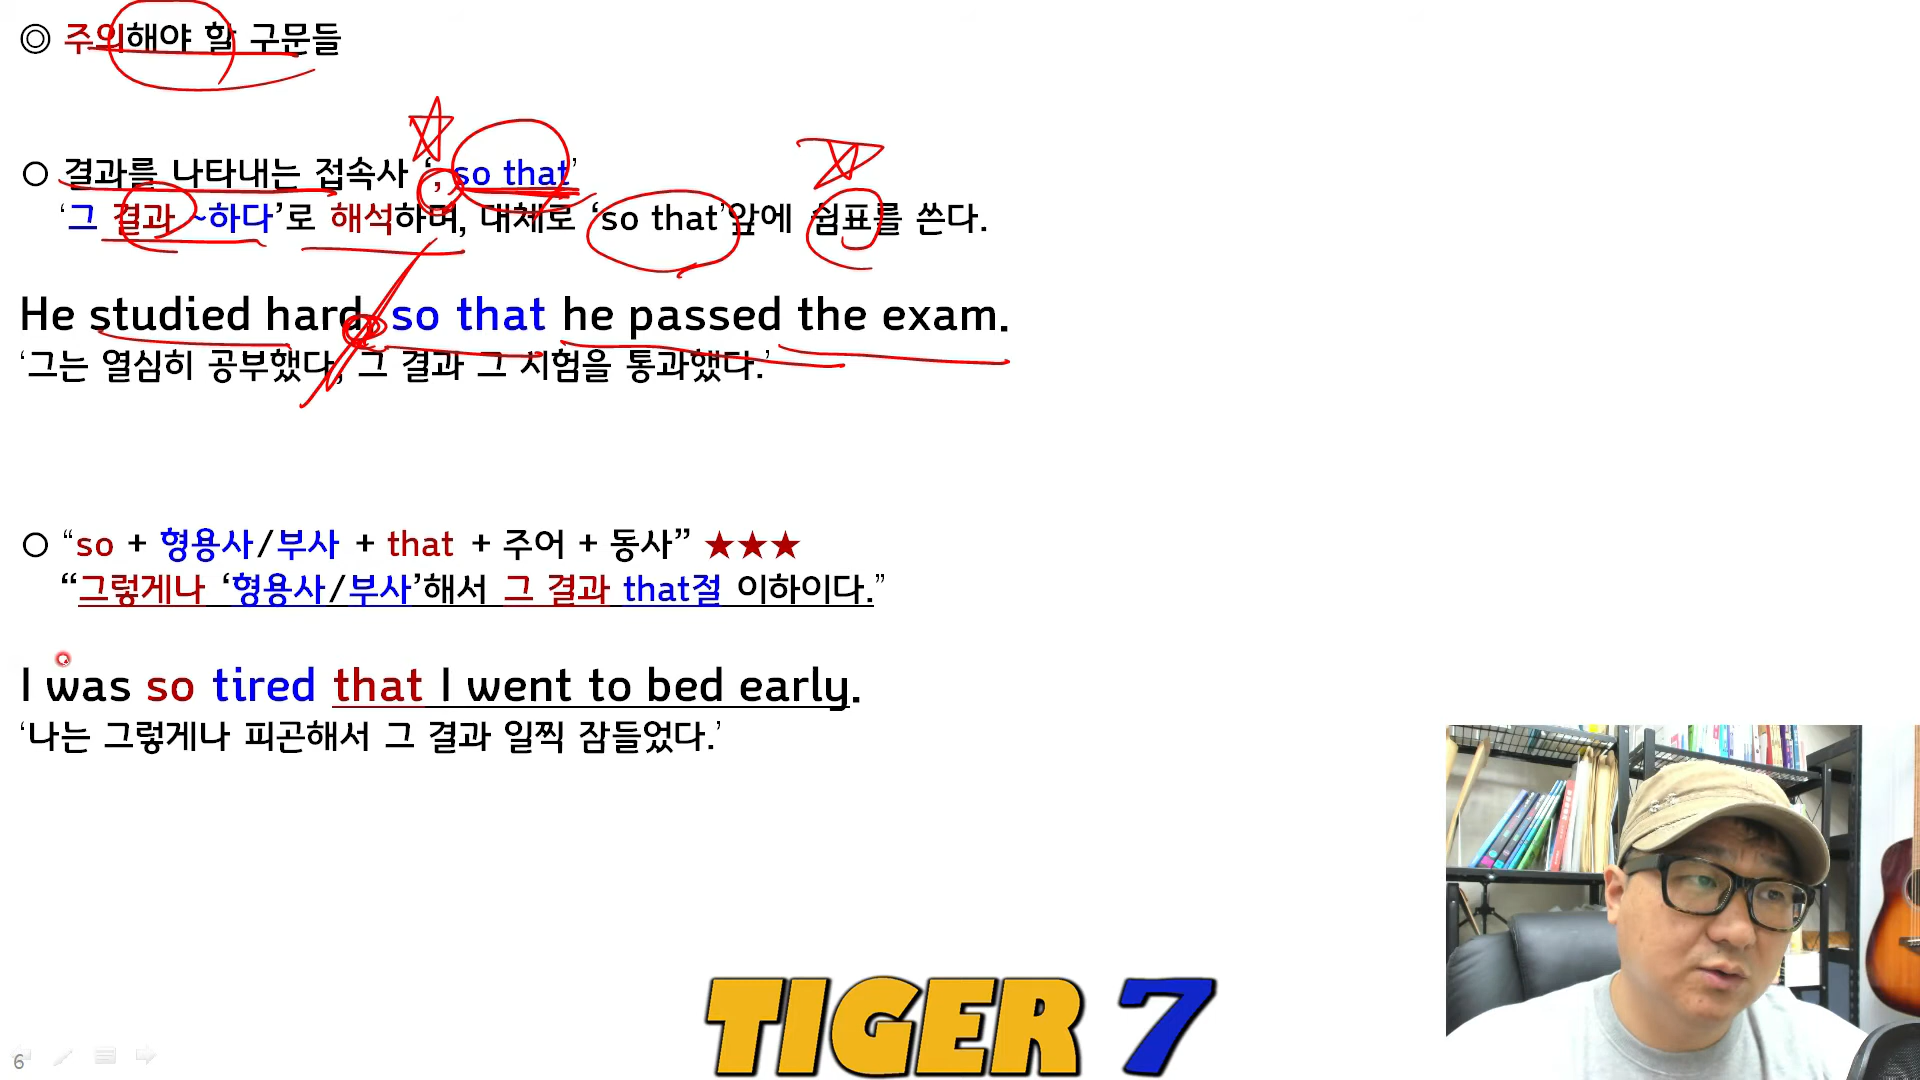 ◎ 주의해야 할 구문들
○ 결과를 나타내는 접속사 ‘, so that’
‘그 결과 ~하다’로 해석하며, 대체로 ‘so that’앞에 쉼표를 쓴다.
He studied hard, so that he passed the exam.
‘그는 열심히 공부했다, 그 결과 그 시험을 통과했다.’
○ “so + 형용사/부사 + that + 주어 + 동사” ★★★
“그렇게나 ‘형용사/부사’해서 그 결과 that절 이하이다.”
I was so tired that I went to bed early.
‘나는 그렇게나 피곤해서 그 결과 일찍 잠들었다.’
TIGER 7
6